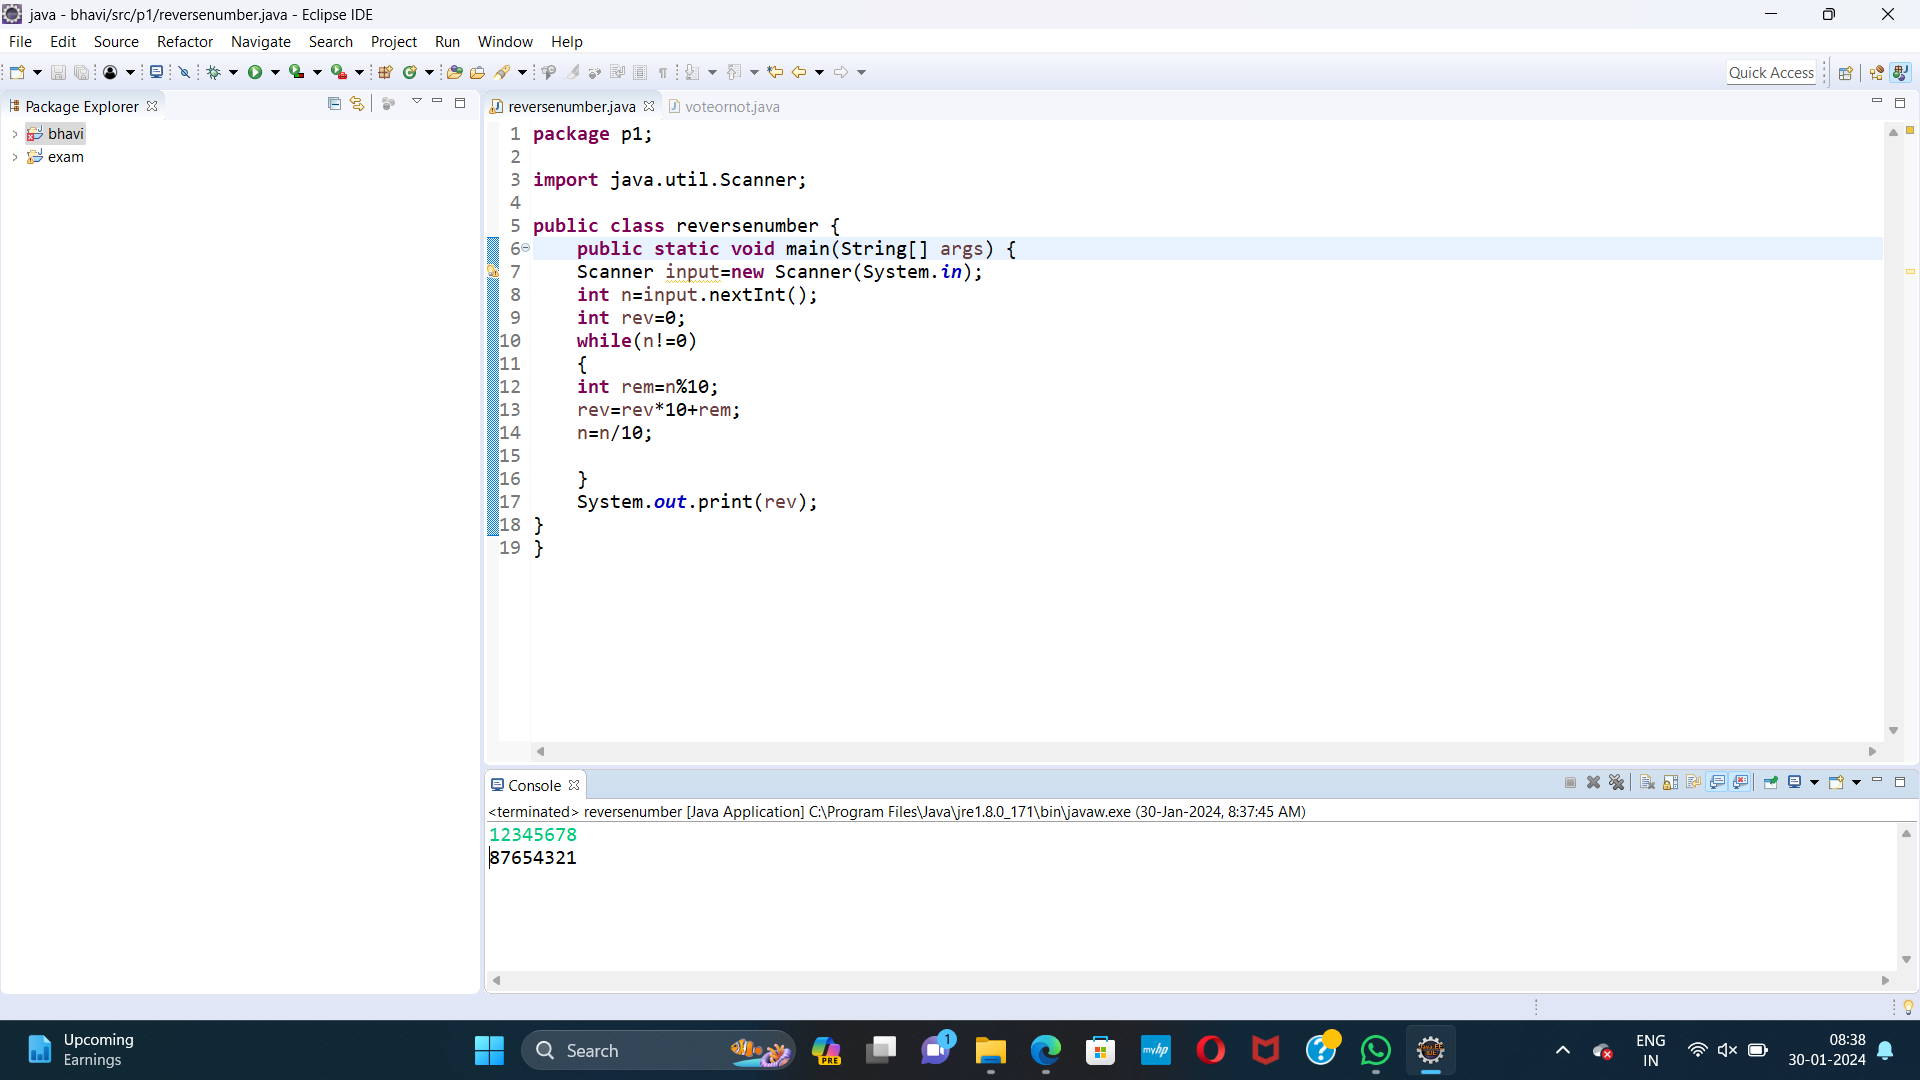 java - bhavi/src/p1/reversenumber.java - Eclipse IDE
File Edit Source Refactor Navigate Search Project Run Window Help
Quick Access
Package Explorer
bhavi
exam
reversenumber.java voteornot.java
1 package p1;
2
3 import java.util.Scanner;
4
5 public class reversenumber {
6 public static void main(String[] args) {
7 Scanner input=new Scanner(System.in);
8 int n=input.nextInt();
9 int rev=0;
10 while(n!=0)
11 {
12 int rem=n%10;
13 rev=rev*10+rem;
14 n=n/10;
15
16 }
17 System.out.print(rev);
18 }
19 }
Console
<terminated> reversenumber [Java Application] C:\Program Files\Java\jre1.8.0_171\bin\javaw.exe (30-Jan-2024, 8:37:45 AM)
12345678
87654321
Upcoming
Earnings
Search
PRE
1
myhp
ENG
IN
08:38
30-01-2024